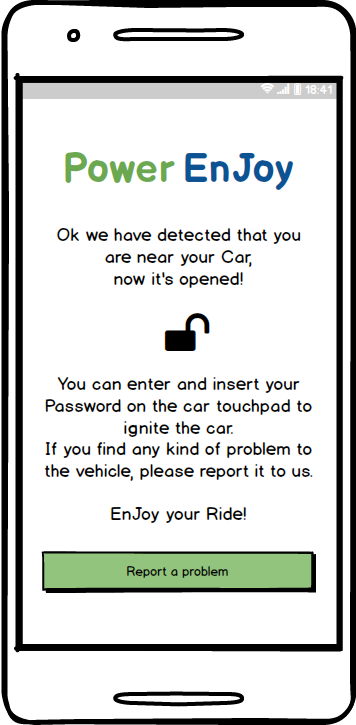 18:41
Power EnJoy
Ok we have detected that you
are near your Car,
now it's opened!
You can enter and insert your
Password on the car touchpad to
ignite the car.
If you find any kind of problem to
the vehicle, please report it to us.
EnJoy your Ride!
Report a problem